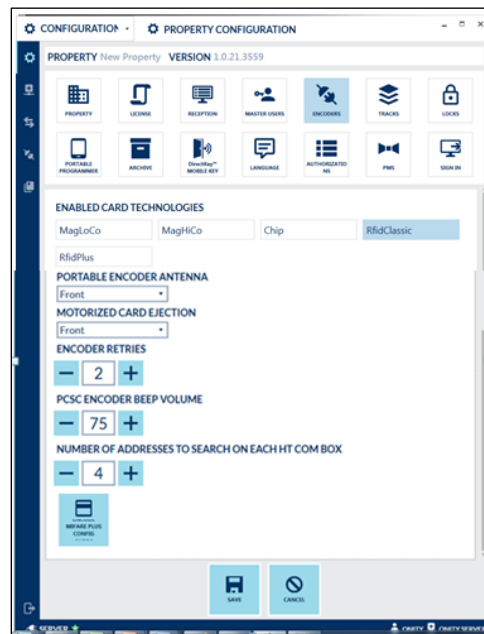 CONFIGURATION PROPERTY CONFIGURATION
PROPERTY New Property VERSION 1.0.21.3559
PROPERTY LICENSE RECEPTION MASTER USERS ENCODERS TRACKS LOCKS
PORTABLE PROGRAMMER ARCHIVE DirectKey™ MOBILE KEY LANGUAGE AUTHORIZATIO NS PMS SIGN IN
ENABLED CARD TECHNOLOGIES
MagLoCo MagHiCo Chip RfidClassic
RfidPlus
PORTABLE ENCODER ANTENNA
Front
MOTORIZED CARD EJECTION
Front
ENCODER RETRIES
− 2 +
PCSC ENCODER BEEP VOLUME
− 75 +
NUMBER OF ADDRESSES TO SEARCH ON EACH HT COM BOX
− 4 +
MIFARE PLUS
CONFIG
SAVE CANCEL
SERVER ONITY ONITYSERVER